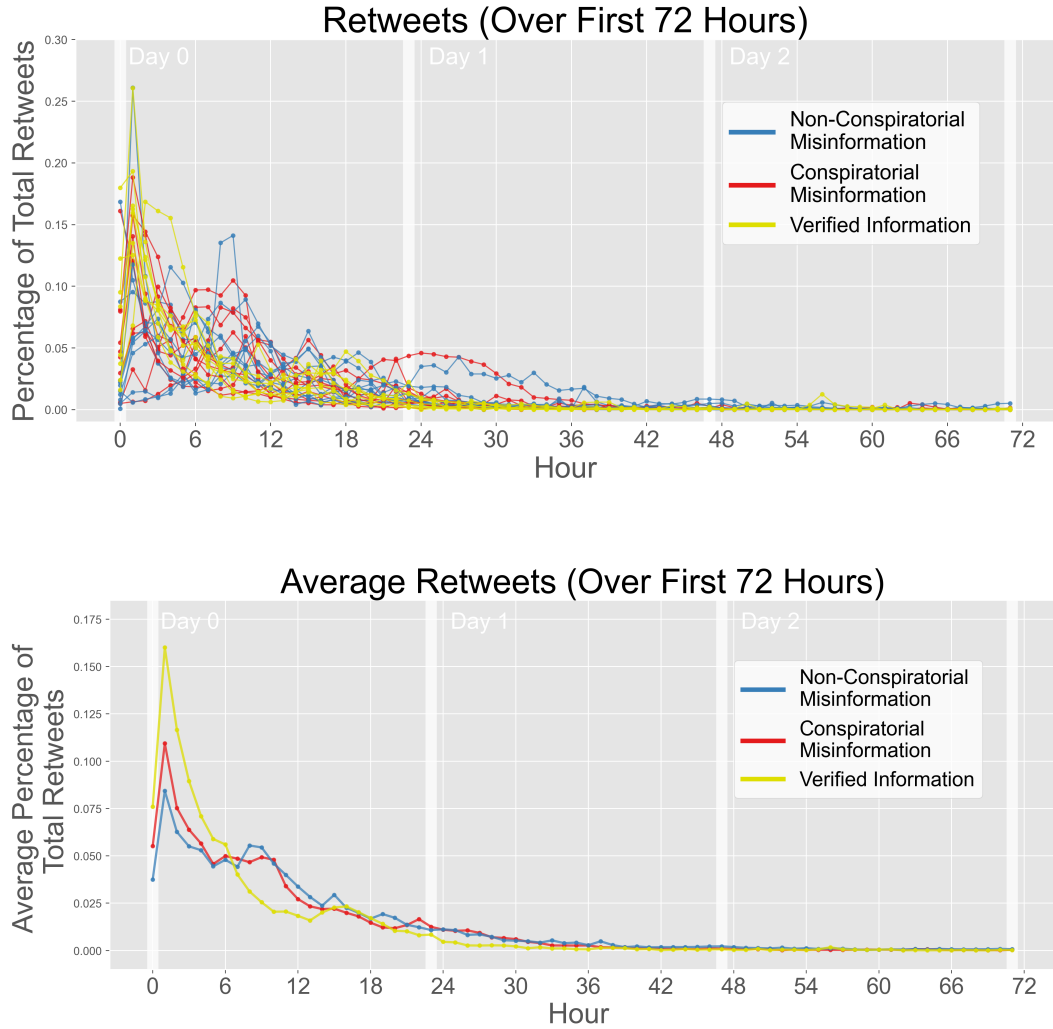 Retweets (Over First 72 Hours)
Percentage of Total Retweets
0.30
0.25
0.20
0.15
0.10
0.05
0.00
Day 0
Day 1
Day 2
Non-Conspiratorial
Misinformation
Conspiratorial
Misinformation
Verified Information
0 6 12 18 24 30 36 42 48 54 60 66 72
Hour
Average Retweets (Over First 72 Hours)
Average Percentage of
Total Retweets
0.175
0.150
0.125
0.100
0.075
0.050
0.025
0.000
Day 0
Day 1
Day 2
Non-Conspiratorial
Misinformation
Conspiratorial
Misinformation
Verified Information
0 6 12 18 24 30 36 42 48 54 60 66 72
Hour